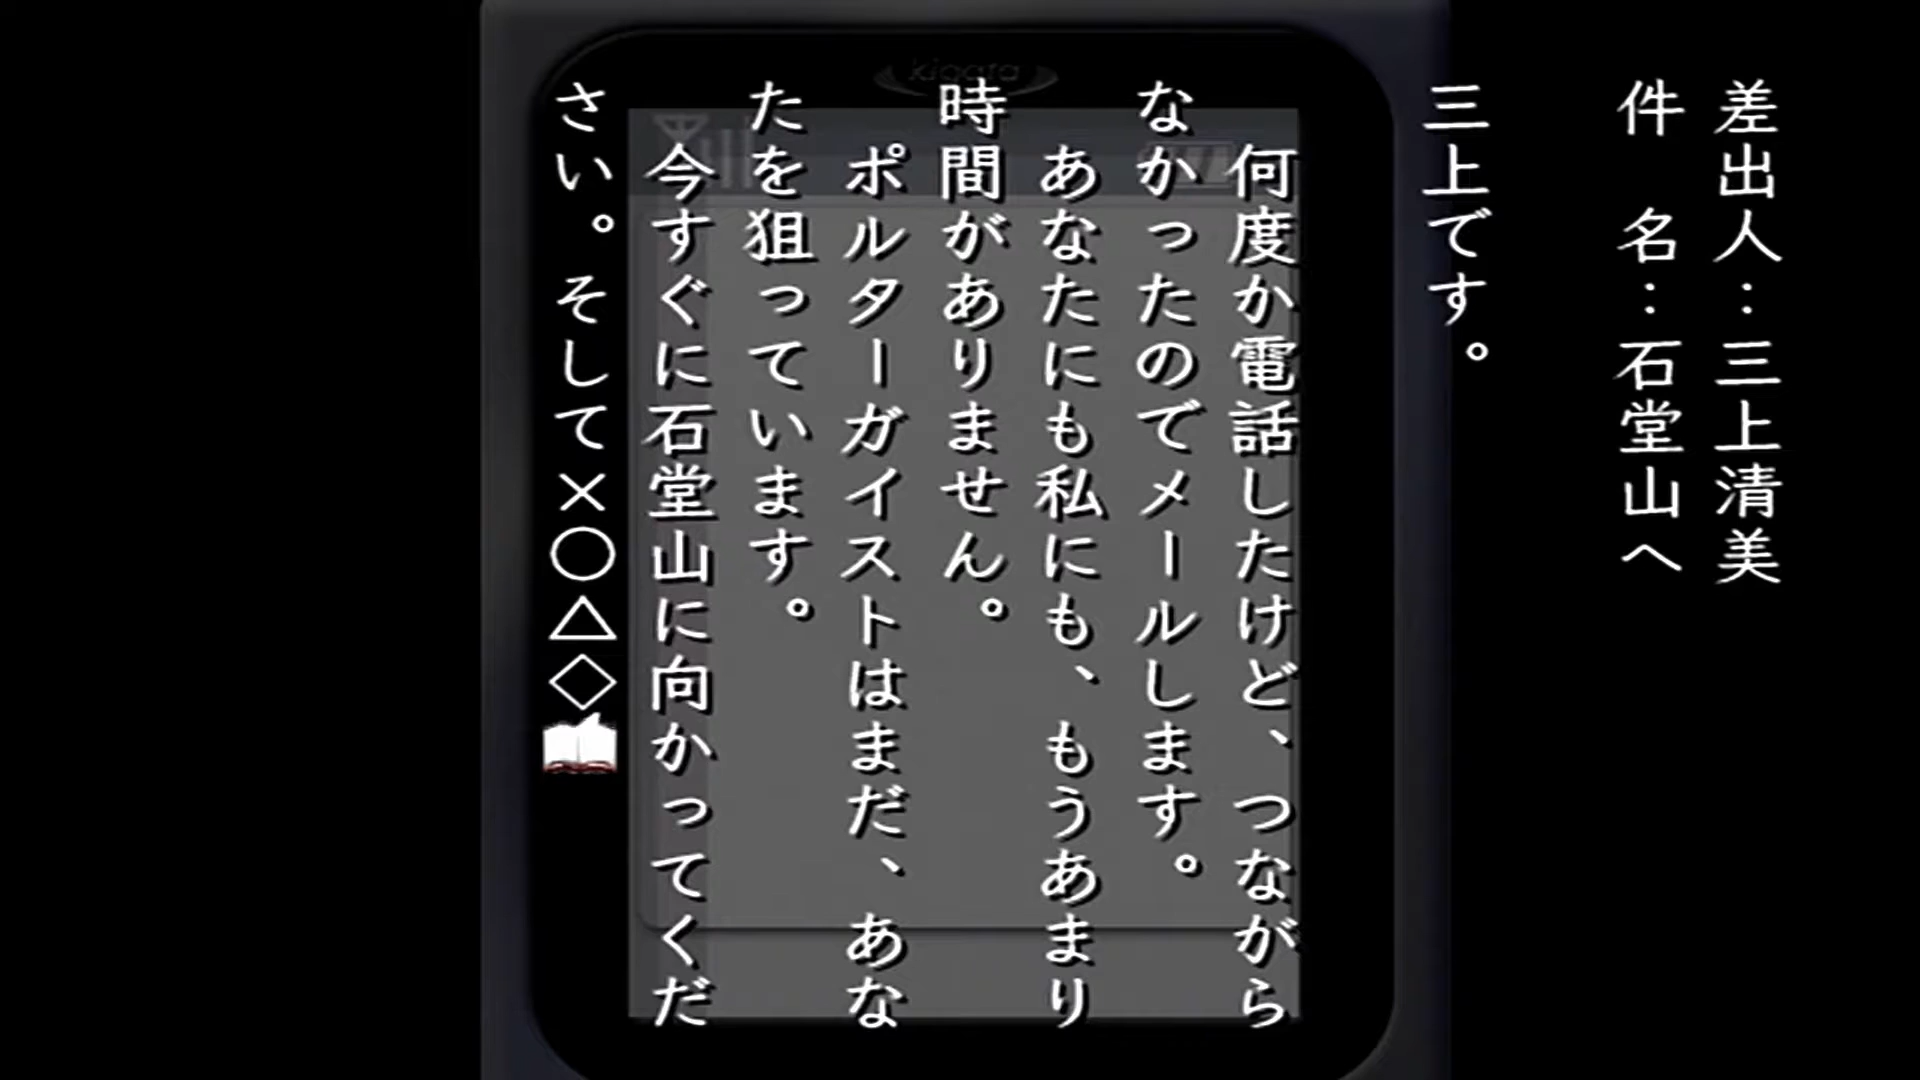 差出人：三上清美
件　名：石堂山へ
三上です。
　何度か電話したけど、つながら
なかったのでメールします。
　あなたにも私にも、もうあまり
時間がありません。
　ポルターガイストはまだ、あな
たを狙っています。
　今すぐに石堂山に向かってくだ
さい。そして×○△◇